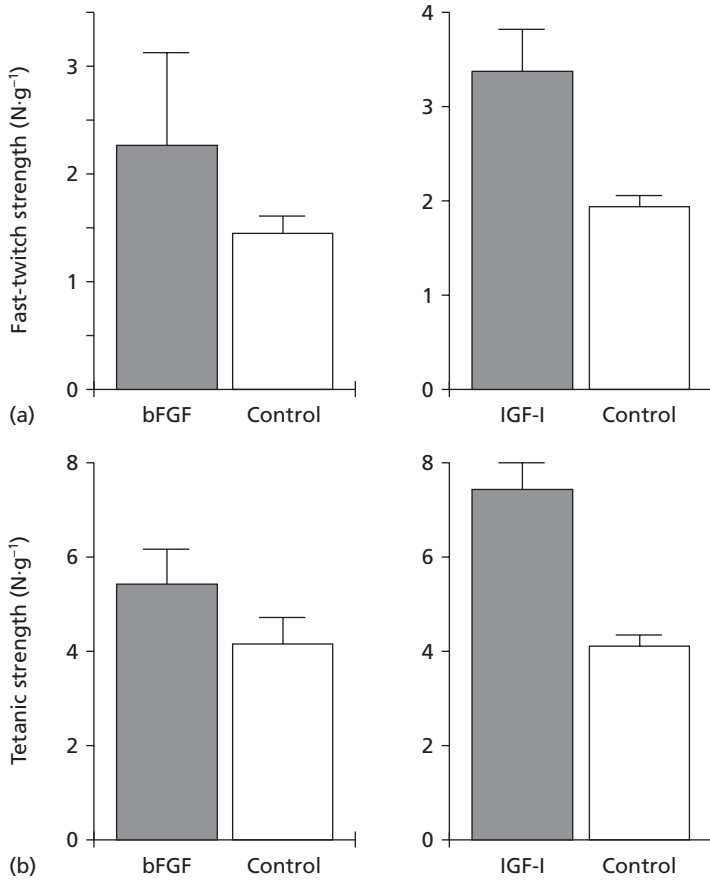 Fast-twitch strength (N·g⁻¹)
3
2
1
0
bFGF
Control
4
3
2
1
0
IGF-I
Control
(a)
Tetanic strength (N·g⁻¹)
8
6
4
2
0
bFGF
Control
8
6
4
2
0
IGF-I
Control
(b)